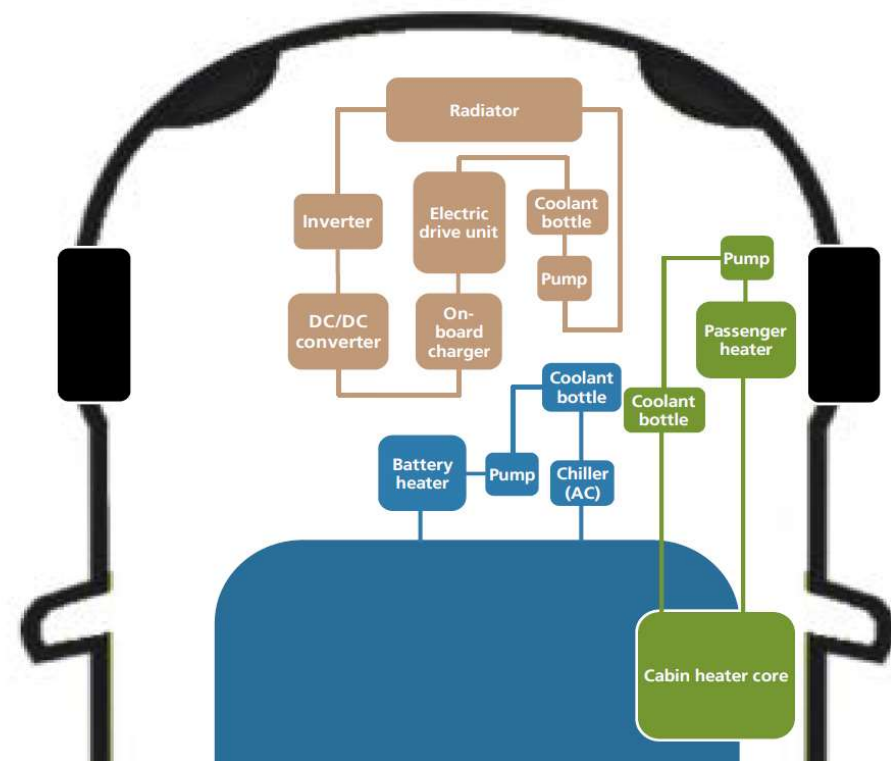 Radiator
Inverter
Electric
drive unit
Coolant
bottle
Pump
DC/DC
converter
On-
board
charger
Pump
Passenger
heater
Coolant
bottle
Coolant
bottle
Battery
heater
Pump
Chiller
(AC)
Cabin heater core